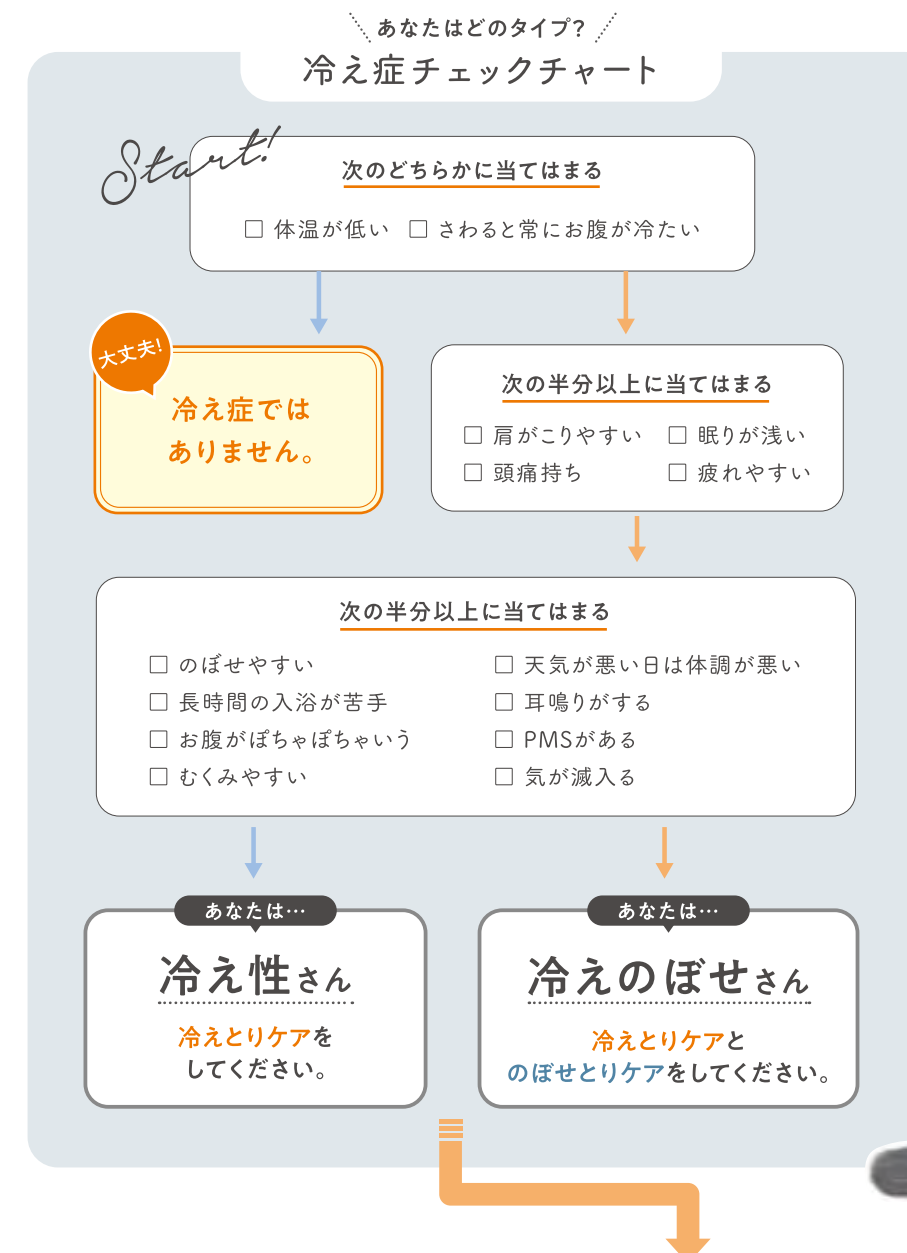 あなたはどのタイプ?
冷え症チェックチャート
Start!
次のどちらかに当てはまる
□ 体温が低い □ さわると常にお腹が冷たい
大丈夫!
冷え症では
ありません。
次の半分以上に当てはまる
□ 肩がこりやすい □ 眠りが浅い
□ 頭痛持ち □ 疲れやすい
次の半分以上に当てはまる
□ のぼせやすい □ 天気が悪い日は体調が悪い
□ 長時間の入浴が苦手 □ 耳鳴りがする
□ お腹がぽちゃぽちゃいう □ PMSがある
□ むくみやすい □ 気が滅入る
あなたは…
冷え性さん
冷えとりケアを
してください。
あなたは…
冷えのぼせさん
冷えとりケアと
のぼせとりケアをしてください。